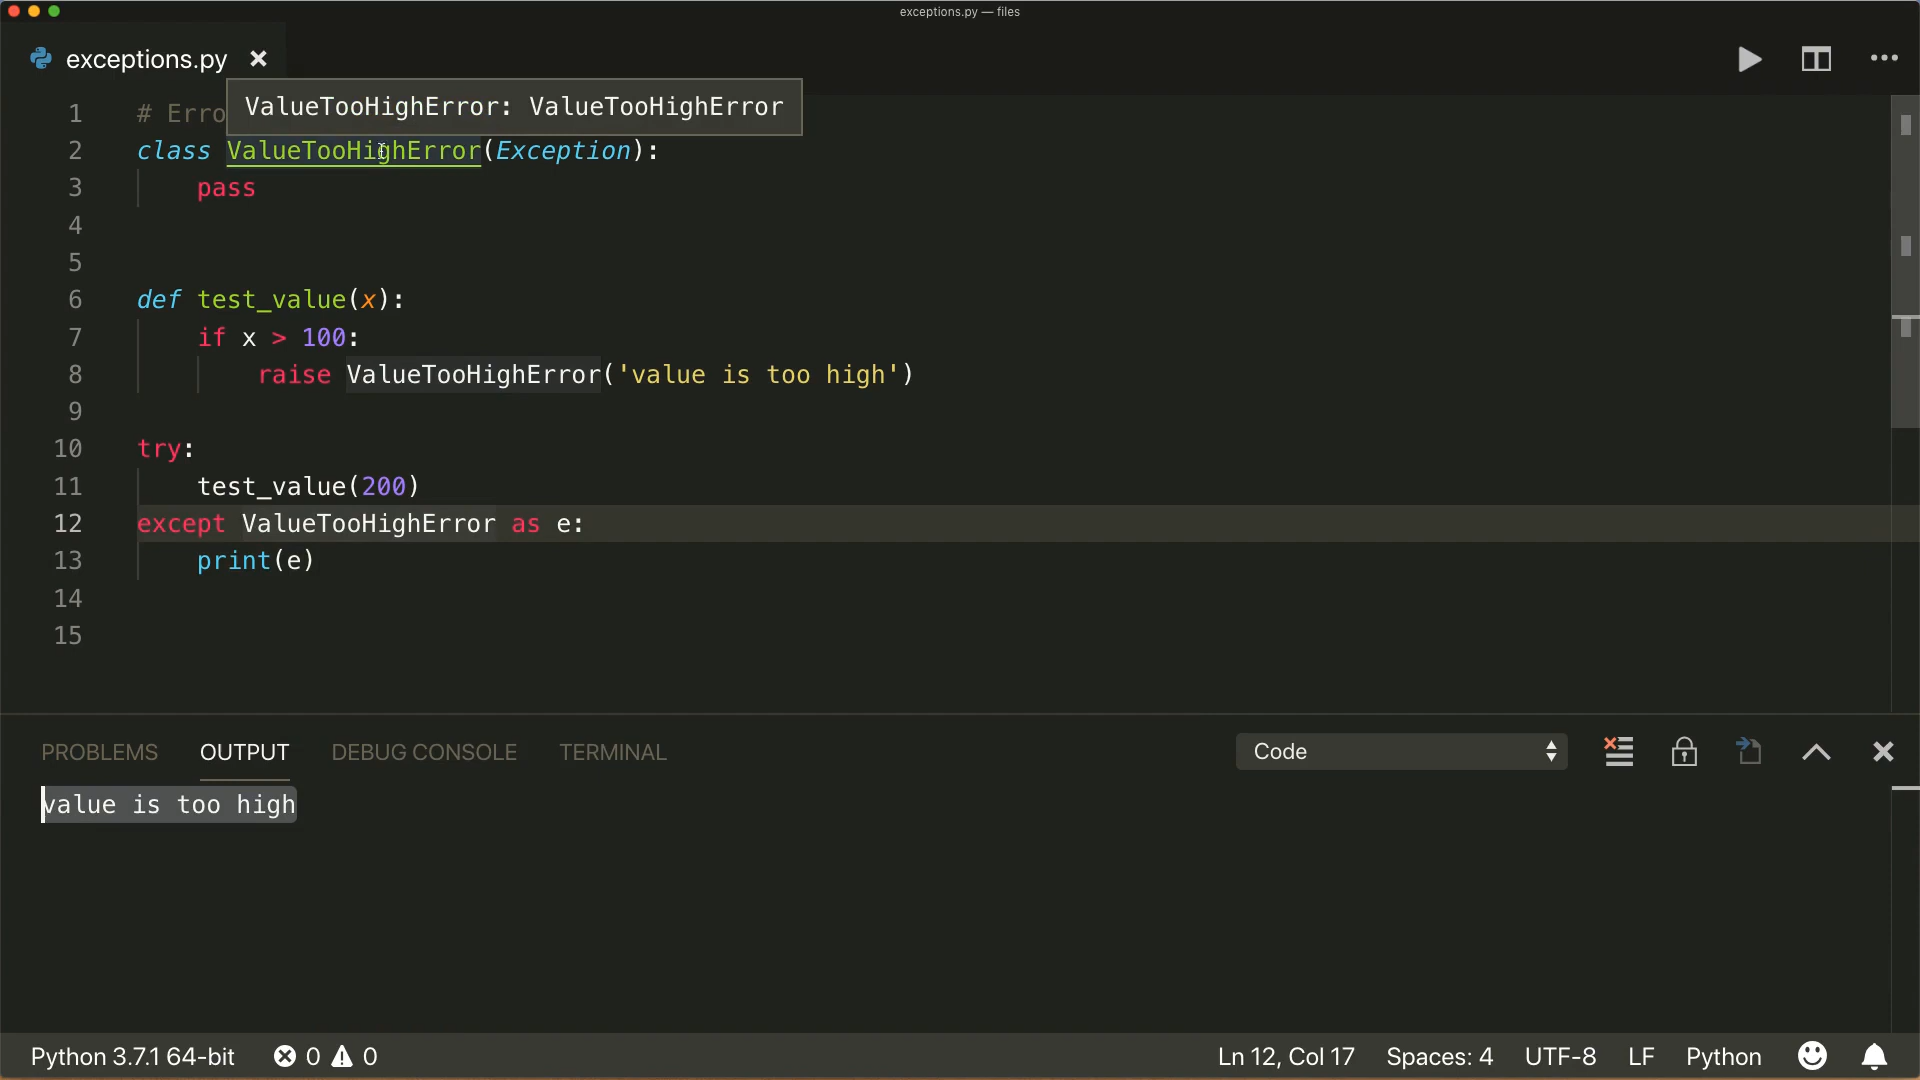 exceptions.py — files
exceptions.py
ValueTooHighError: ValueTooHighError
1 # Erro
2 class ValueTooHighError(Exception):
3     pass
4
5
6 def test_value(x):
7     if x > 100:
8         raise ValueTooHighError('value is too high')
9
10 try:
11     test_value(200)
12 except ValueTooHighError as e:
13     print(e)
14
15
PROBLEMS OUTPUT DEBUG CONSOLE TERMINAL Code
value is too high
Python 3.7.1 64-bit 0 0 Ln 12, Col 17 Spaces: 4 UTF-8 LF Python